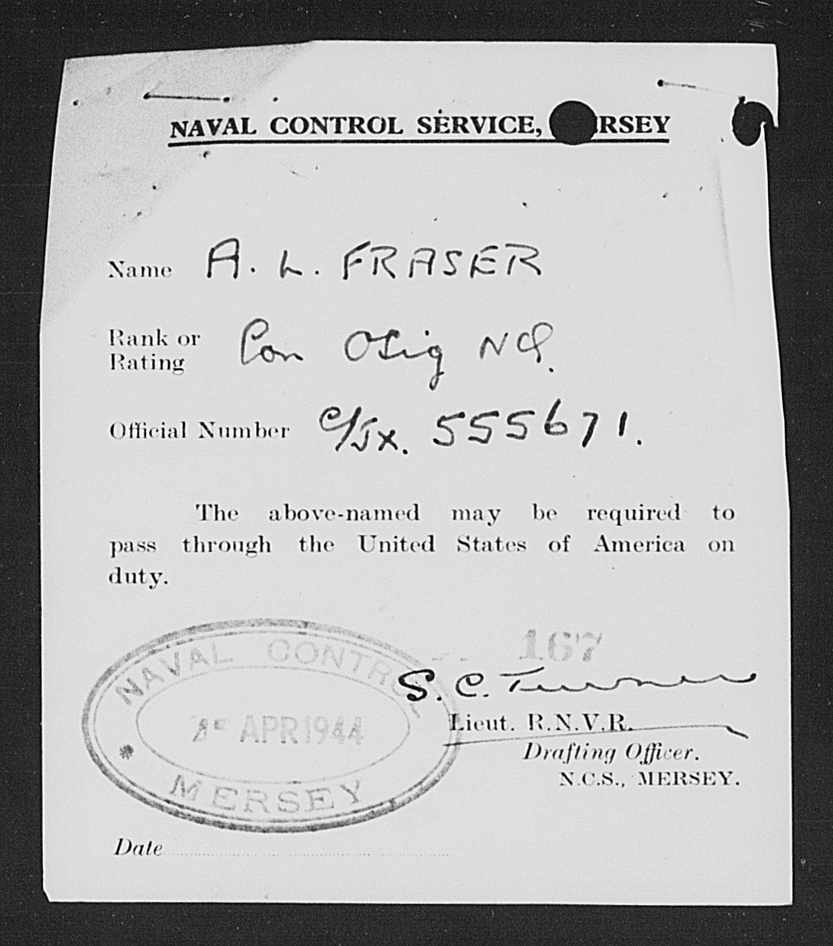 NAVAL CONTROL SERVICE, RSEY
Name A. L. FRASER
Rank or
Rating Con OSig NQ.
Official Number C/JX. 555671.
The above-named may be required to
pass through the United States of America on
duty.
167
NAVAL CONTROL
APR 1944
MERSEY
S. C. Turner
Lieut. R.N.V.R.
Drafting Officer.
N.C.S., MERSEY.
Date